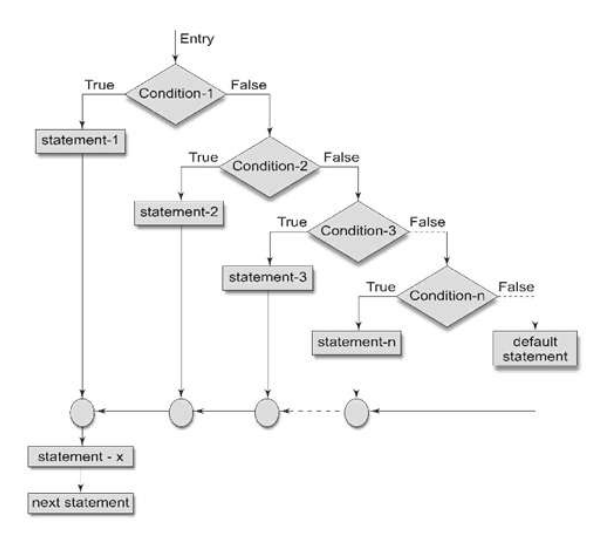 Entry
True
Condition-1
False
statement-1
True
Condition-2
False
statement-2
True
Condition-3
False
statement-3
True
Condition-n
False
statement-n
default
statement
statement - x
next statement